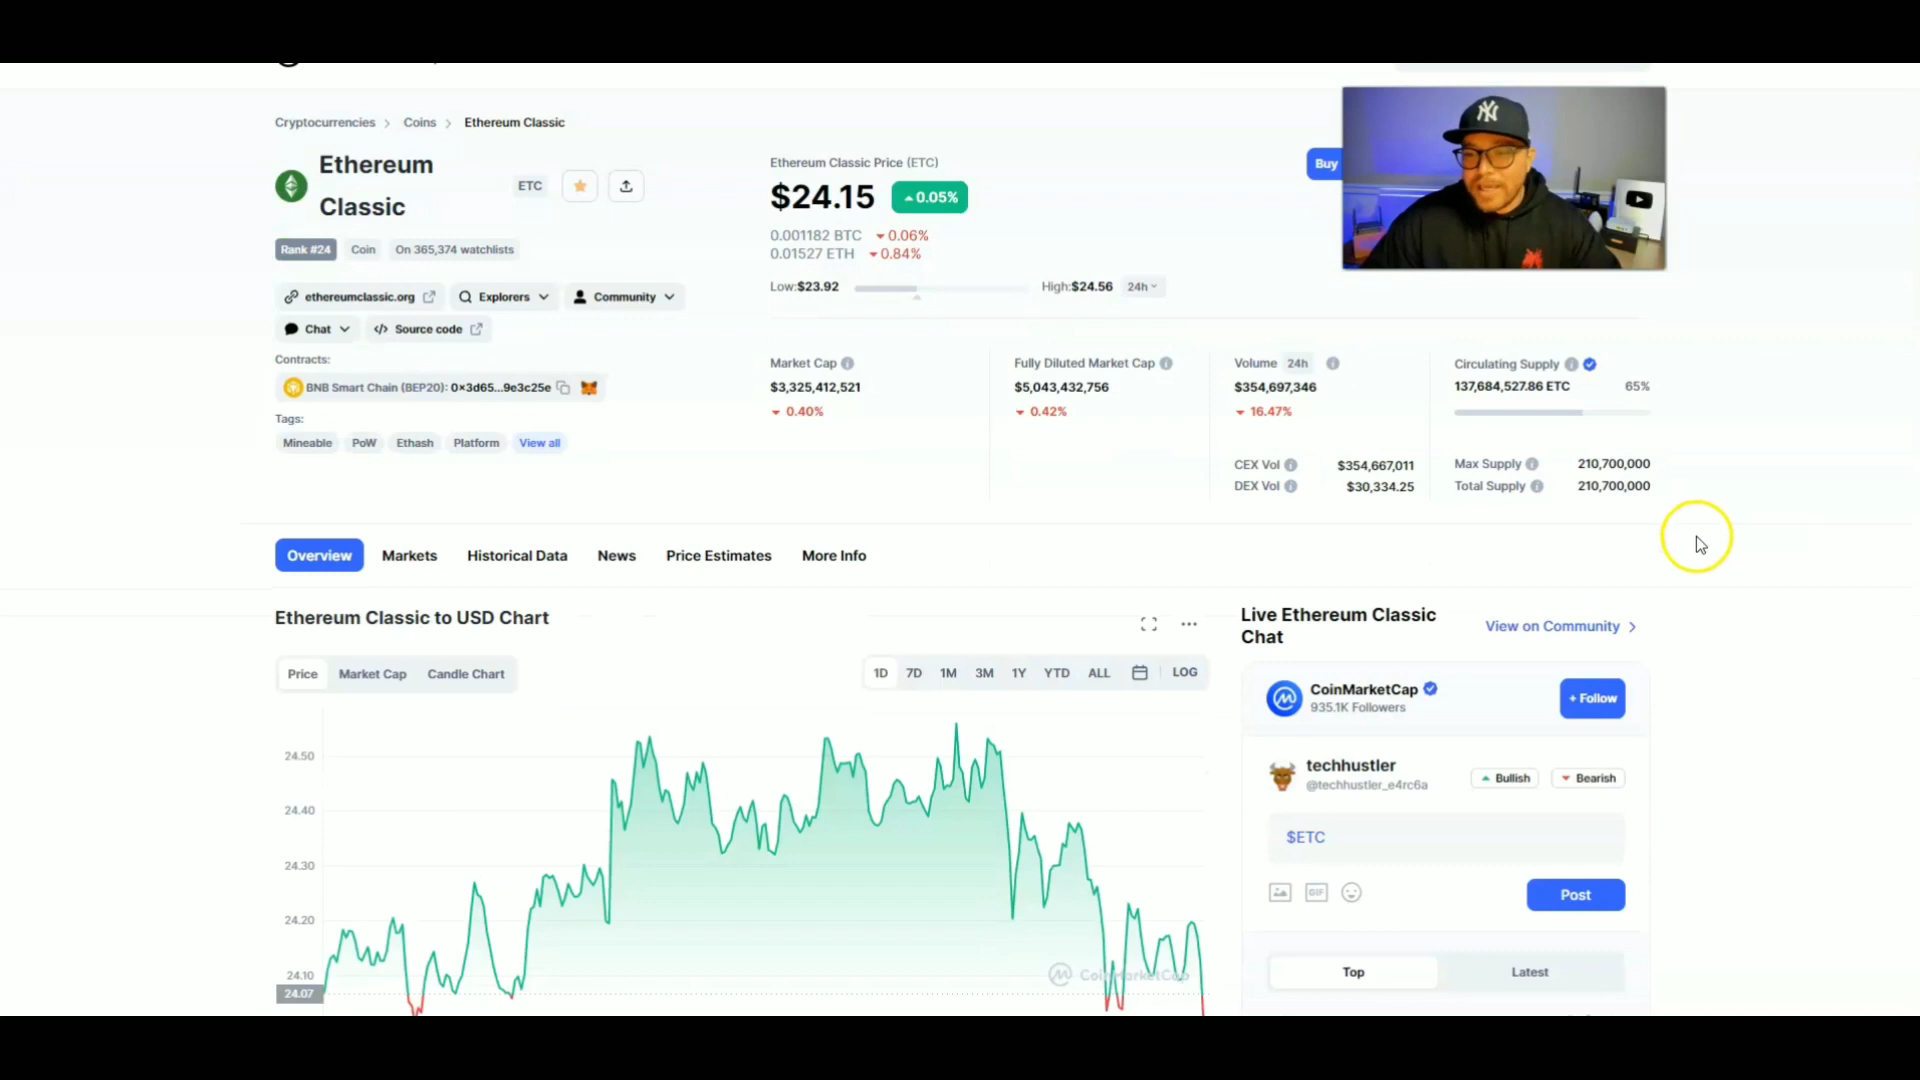 Cryptocurrencies > Coins > Ethereum Classic
Ethereum
Classic
ETC
Rank #24
Coin
On 365,374 watchlists
ethereumclassic.org
Explorers
Community
Chat
Source code
Contracts:
BNB Smart Chain (BEP20): 0x3d65...9e3c25e
Tags:
Mineable
PoW
Ethash
Platform
View all
Ethereum Classic Price (ETC)
$24.15
0.05%
0.001182 BTC 0.06%
0.01527 ETH 0.84%
Low:$23.92
High:$24.56
24h
Buy
NY
Market Cap
$3,325,412,521
0.40%
Fully Diluted Market Cap
$5,043,432,756
0.42%
Volume 24h
$354,697,346
16.47%
CEX Vol $354,667,011
DEX Vol $30,334.25
Circulating Supply
137,684,527.86 ETC 65%
Max Supply 210,700,000
Total Supply 210,700,000
Overview
Markets
Historical Data
News
Price Estimates
More Info
Ethereum Classic to USD Chart
Price
Market Cap
Candle Chart
1D
7D
1M
3M
1Y
YTD
ALL
LOG
24.50
24.40
24.30
24.20
24.10
24.07
CoinMarketCap
Live Ethereum Classic
Chat
View on Community
CoinMarketCap
935.1K Followers
+ Follow
techhustler
@techhustler_e4rc6a
Bullish
Bearish
$ETC
GIF
Post
Top
Latest